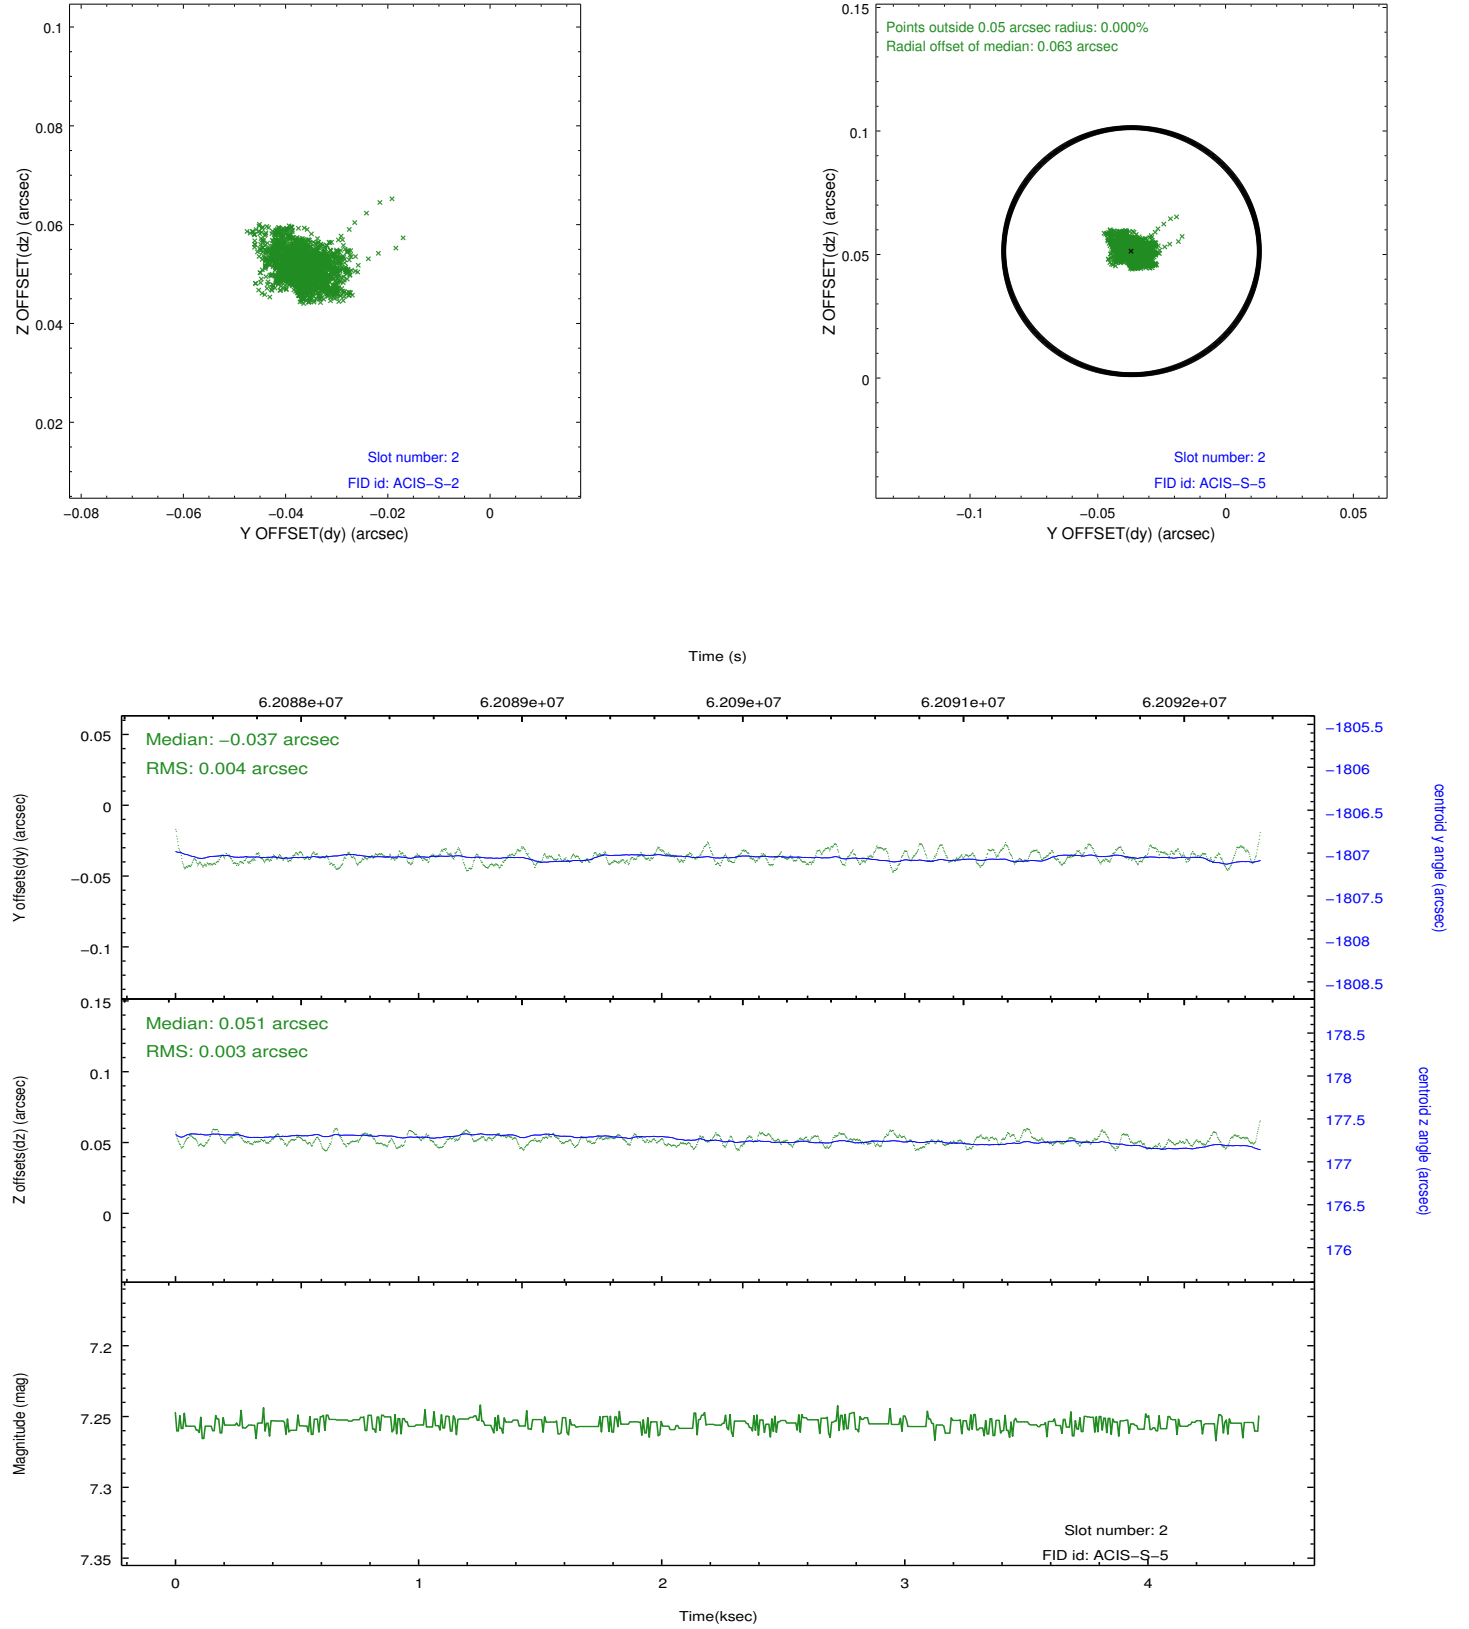 0.1
0.08
0.06
0.04
0.02
Z OFFSET(dz) (arcsec)
Slot number: 2
FID id: ACIS−S−2
−0.08 −0.06 −0.04 −0.02 0
Y OFFSET(dy) (arcsec)
0.15
0.1
0.05
0
Z OFFSET(dz) (arcsec)
Points outside 0.05 arcsec radius: 0.000%
Radial offset of median: 0.063 arcsec
Slot number: 2
FID id: ACIS−S−5
−0.1 −0.05 0 0.05
Y OFFSET(dy) (arcsec)
Time (s)
6.2088e+07 6.2089e+07 6.209e+07 6.2091e+07 6.2092e+07
0.05
0
−0.05
−0.1
Y offsets(dy) (arcsec)
Median: −0.037 arcsec
RMS: 0.004 arcsec
−1805.5
−1806
−1806.5
−1807
−1807.5
−1808
−1808.5
centroid y angle (arcsec)
0.15
0.1
0.05
0
Z offsets(dz) (arcsec)
Median: 0.051 arcsec
RMS: 0.003 arcsec
178.5
178
177.5
177
176.5
176
centroid z angle (arcsec)
7.2
7.25
7.3
7.35
Magnitude (mag)
Slot number: 2
FID id: ACIS−S−5
0 1 2 3 4
Time(ksec)